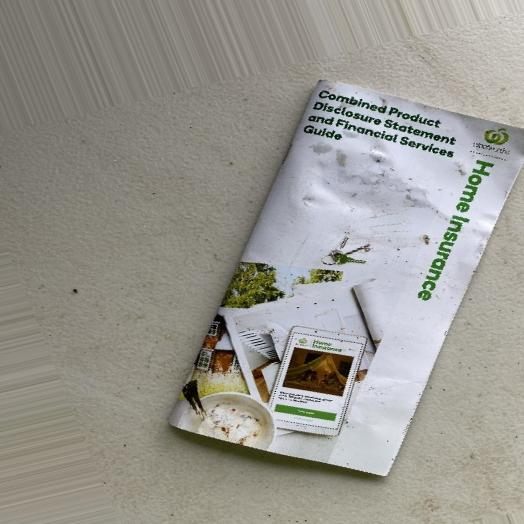 Combined Product
Disclosure Statement
and Financial Services
Guide
Home Insurance
Home
Insurance